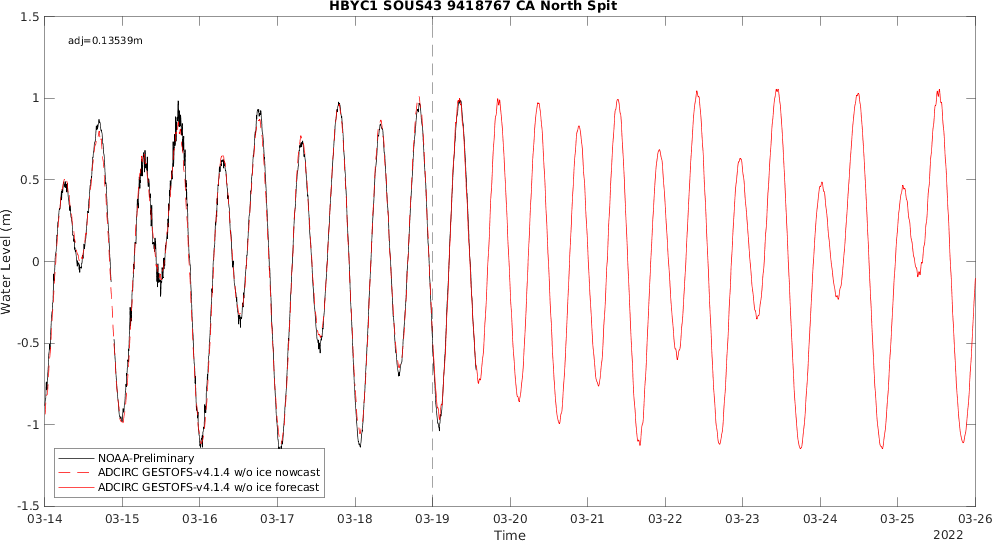 HBYC1 SOUS43 9418767 CA North Spit
adj=0.13539m
1.5
1
0.5
0
-0.5
-1
-1.5
Water Level (m)
NOAA-Preliminary
ADCIRC GESTOFS-v4.1.4 w/o ice nowcast
ADCIRC GESTOFS-v4.1.4 w/o ice forecast
03-14 03-15 03-16 03-17 03-18 03-19 03-20 03-21 03-22 03-23 03-24 03-25 03-26
Time
2022